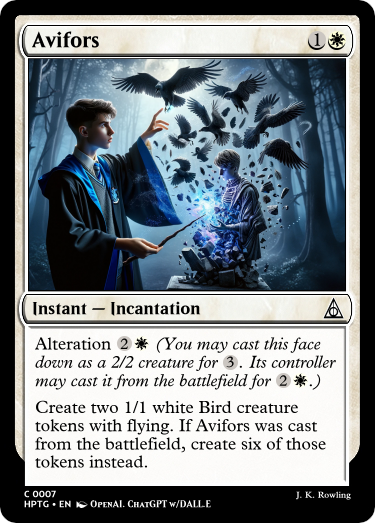 Avifors 1
Instant — Incantation
Alteration 2 (You may cast this face
down as a 2/2 creature for 3. Its controller
may cast it from the battlefield for 2 .)
Create two 1/1 white Bird creature
tokens with flying. If Avifors was cast
from the battlefield, create six of those
tokens instead.
C 0007 J. K. Rowling
HPTG • EN OpenAI. ChatGPT w/DALL.E